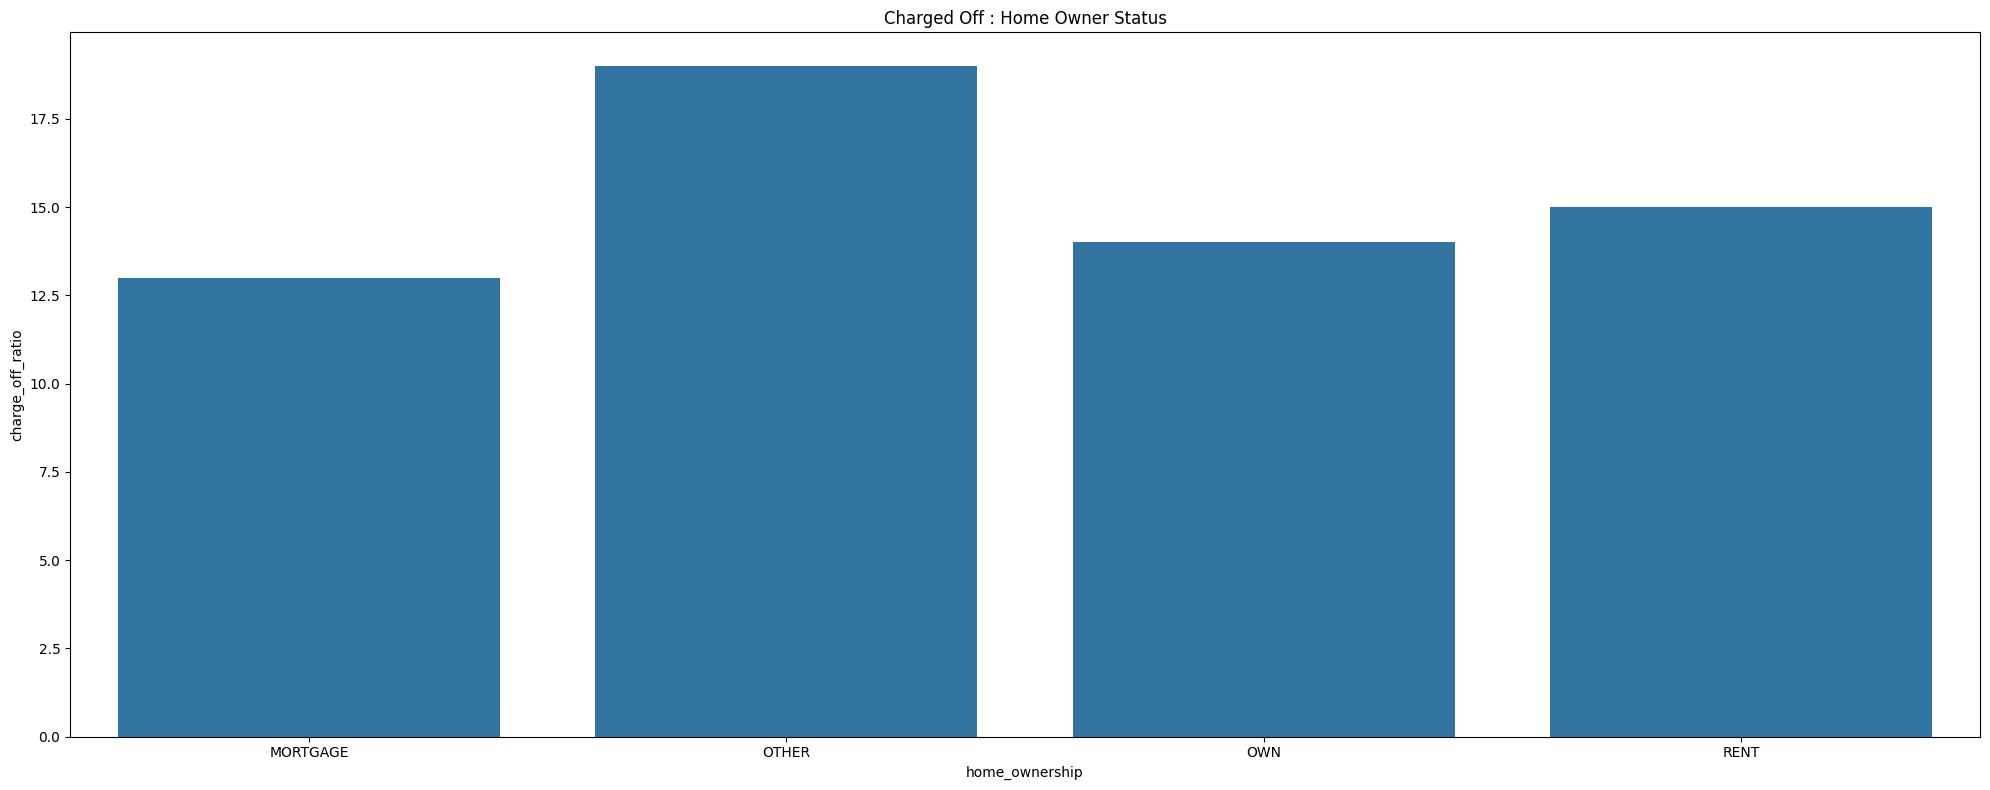 Charged Off : Home Owner Status
charge_off_ratio
17.5
15.0
12.5
10.0
7.5
5.0
2.5
0.0
MORTGAGE
OTHER
OWN
RENT
home_ownership